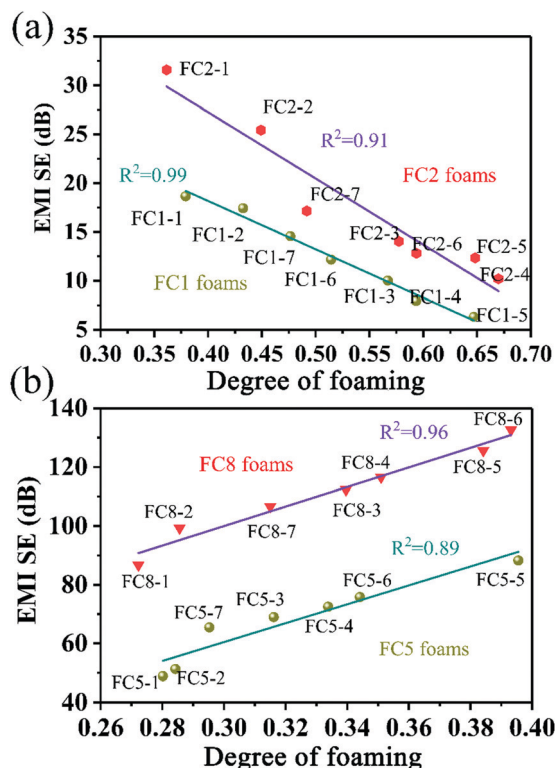 (a)
35
30
25
20
15
10
5
EMI SE (dB)
FC2-1
FC2-2
R²=0.91
R²=0.99
FC2 foams
FC1-1
FC2-7
FC1-2
FC2-3
FC2-6
FC2-5
FC1-7
FC2-4
FC1-6
FC1 foams
FC1-3
FC1-4
FC1-5
0.30 0.35 0.40 0.45 0.50 0.55 0.60 0.65 0.70
Degree of foaming
(b)
140
120
100
80
60
40
EMI SE (dB)
FC8-6
R²=0.96
FC8 foams
FC8-4
FC8-5
FC8-2
FC8-3
FC8-7
FC8-1
R²=0.89
FC5-6
FC5-5
FC5-3
FC5-7
FC5-4
FC5 foams
FC5-1
FC5-2
0.26 0.28 0.30 0.32 0.34 0.36 0.38 0.40
Degree of foaming